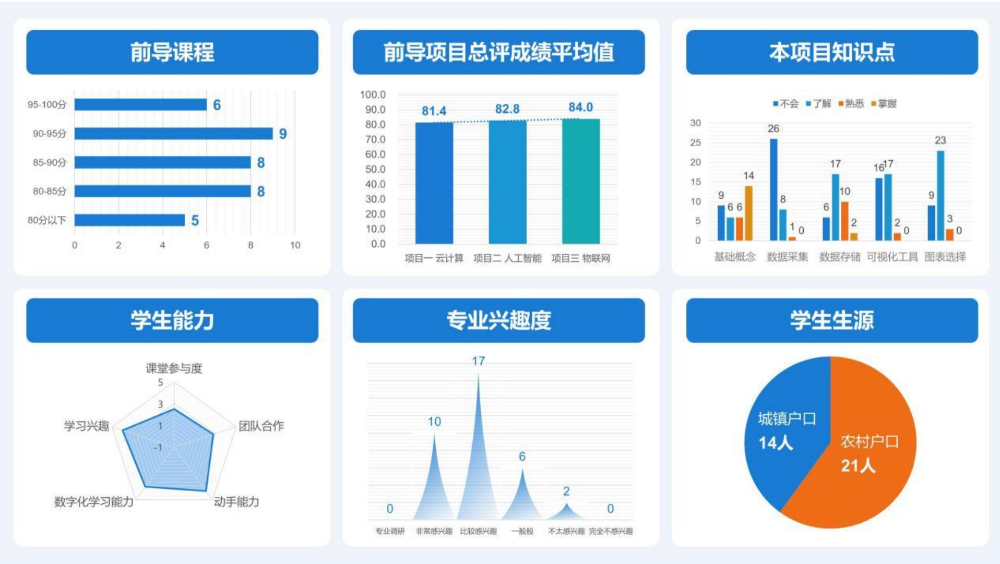 前导课程
95-100分
6
90-95分
9
85-90分
8
80-85分
8
80分以下
5
0 2 4 6 8 10
前导项目总评成绩平均值
100.0
90.0
80.0
70.0
60.0
50.0
40.0
30.0
20.0
10.0
0.0
81.4 82.8 84.0
项目一 云计算 项目二 人工智能 项目三 物联网
本项目知识点
不会 了解 熟悉 掌握
30
25
20
15
10
5
0
9 6 6 14
26 8 1 0
6 17 10 2
16 17 2 0
9 23 3 0
基础概念 数据采集 数据存储 可视化工具 图表选择
学生能力
课堂参与度
5
3
1
-1
学习兴趣
团队合作
数字化学习能力
动手能力
专业兴趣度
0 10 17 6 2 0
专业调研 非常感兴趣 比较感兴趣 一般般 不太感兴趣 完全不感兴趣
学生生源
城镇户口
14人
农村户口
21人